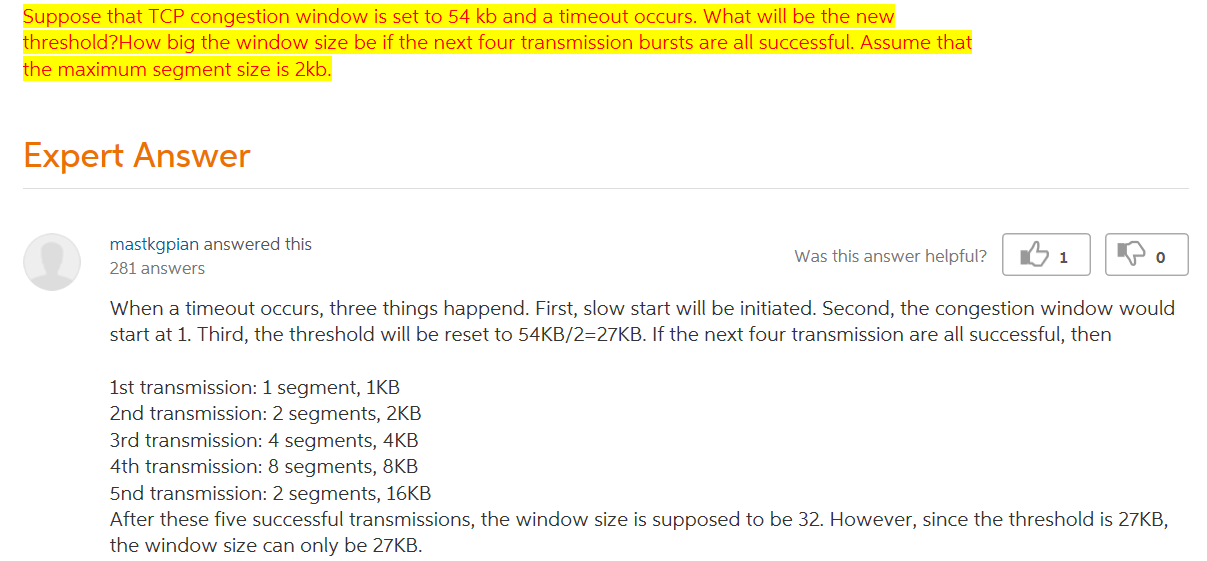 Suppose that TCP congestion window is set to 54 kb and a timeout occurs. What will be the new
threshold?How big the window size be if the next four transmission bursts are all successful. Assume that
the maximum segment size is 2kb.
Expert Answer
mastkgpian answered this
281 answers
Was this answer helpful?
1
0
When a timeout occurs, three things happend. First, slow start will be initiated. Second, the congestion window would
start at 1. Third, the threshold will be reset to 54KB/2=27KB. If the next four transmission are all successful, then
1st transmission: 1 segment, 1KB
2nd transmission: 2 segments, 2KB
3rd transmission: 4 segments, 4KB
4th transmission: 8 segments, 8KB
5nd transmission: 2 segments, 16KB
After these five successful transmissions, the window size is supposed to be 32. However, since the threshold is 27KB,
the window size can only be 27KB.